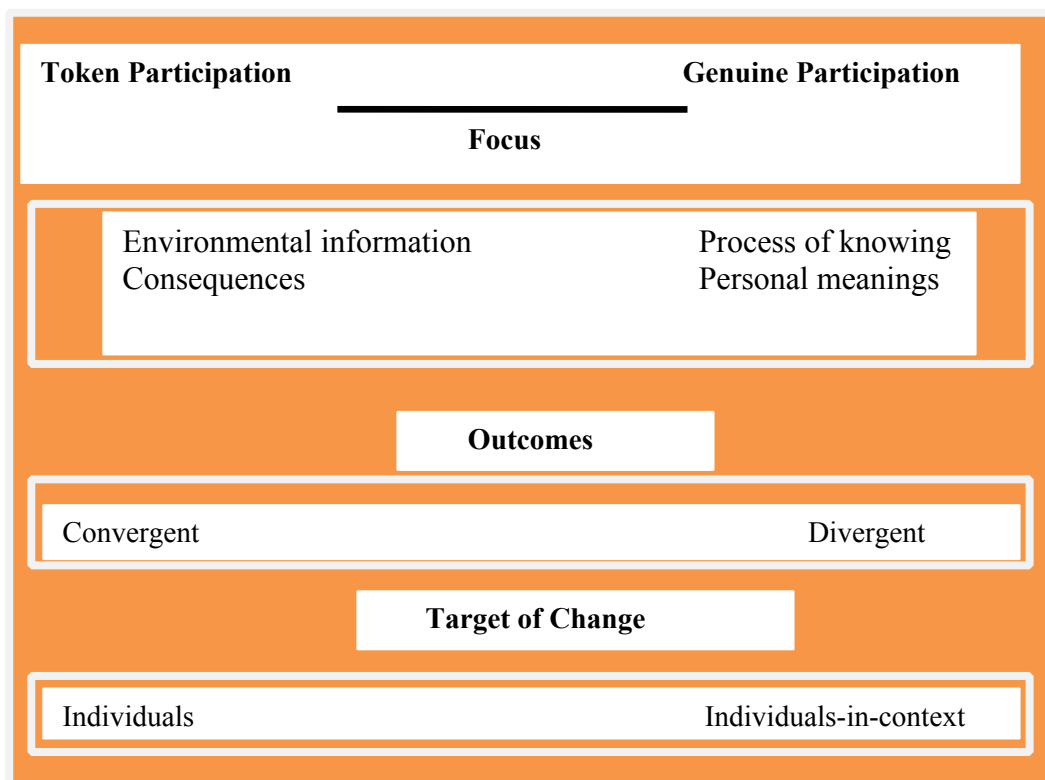 Token Participation Genuine Participation
Focus
Environmental information Process of knowing
Consequences Personal meanings
Outcomes
Convergent Divergent
Target of Change
Individuals Individuals-in-context